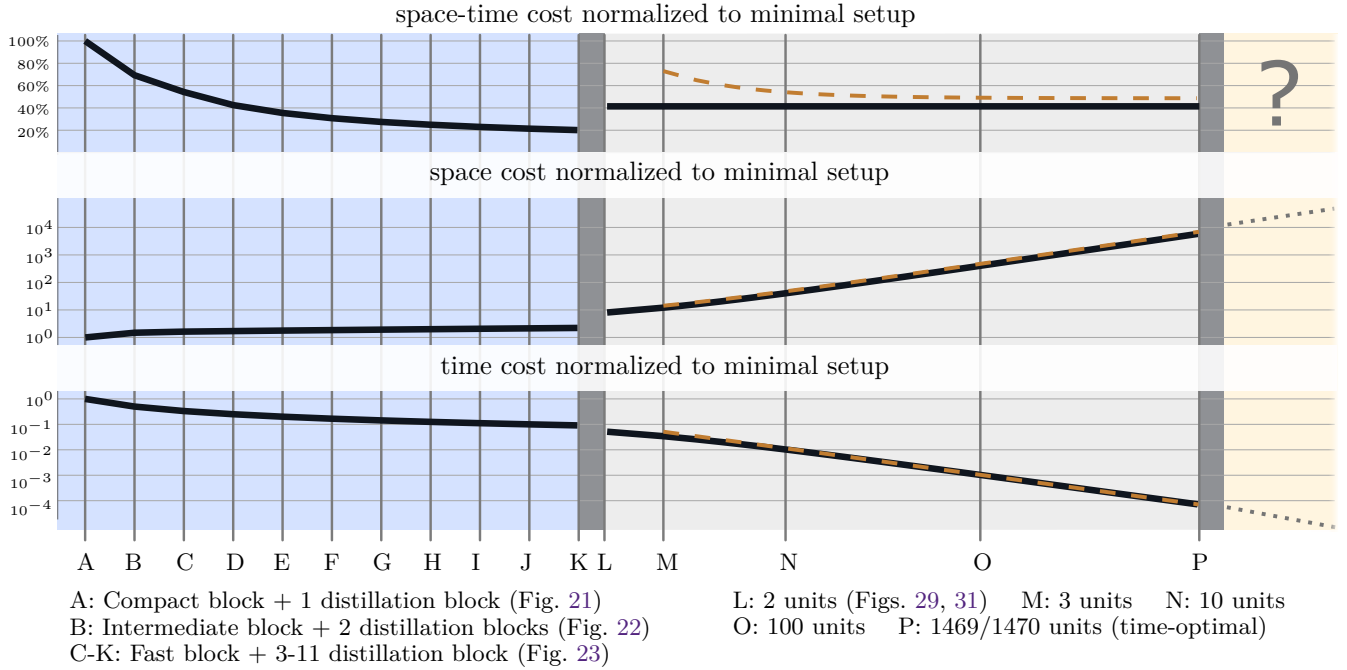 space-time cost normalized to minimal setup
100%
80%
60%
40%
20%
?
space cost normalized to minimal setup
10^4
10^3
10^2
10^1
10^0
time cost normalized to minimal setup
10^0
10^-1
10^-2
10^-3
10^-4
A B C D E F G H I J K L M N O P
A: Compact block + 1 distillation block (Fig. 21)
B: Intermediate block + 2 distillation blocks (Fig. 22)
C-K: Fast block + 3-11 distillation block (Fig. 23)
L: 2 units (Figs. 29, 31) M: 3 units N: 10 units
O: 100 units P: 1469/1470 units (time-optimal)